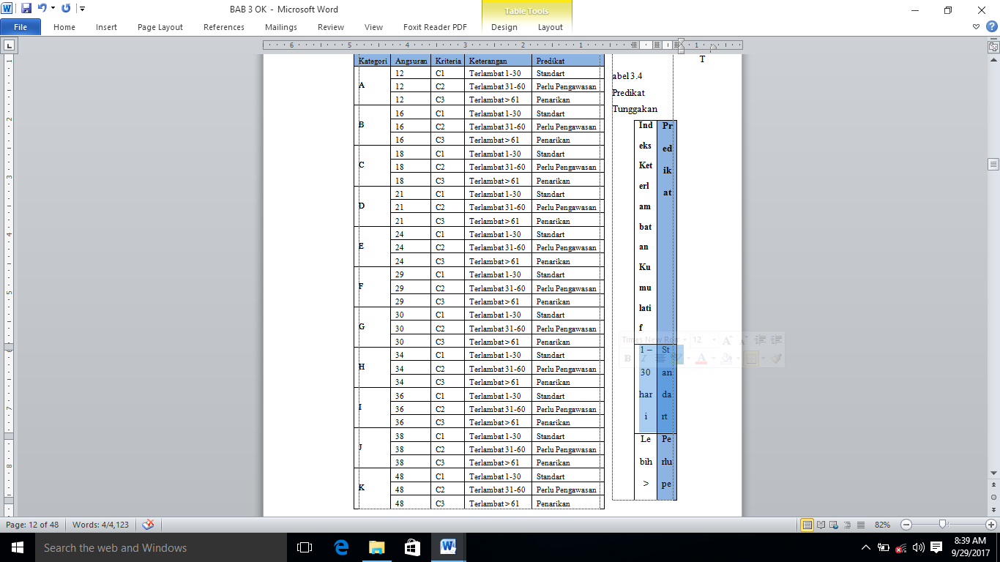 BAB 3 OK - Microsoft Word
Table Tools
File Home Insert Page Layout References Mailings Review View Foxit Reader PDF Design Layout
Kategori Angsuran Kriteria Keterangan Predikat
A
12 C1 Terlambat 1-30 Standart
12 C2 Terlambat 31-60 Perlu Pengawasan
12 C3 Terlambat > 61 Penarikan
B
16 C1 Terlambat 1-30 Standart
16 C2 Terlambat 31-60 Perlu Pengawasan
16 C3 Terlambat > 61 Penarikan
C
18 C1 Terlambat 1-30 Standart
18 C2 Terlambat 31-60 Perlu Pengawasan
18 C3 Terlambat > 61 Penarikan
D
21 C1 Terlambat 1-30 Standart
21 C2 Terlambat 31-60 Perlu Pengawasan
21 C3 Terlambat > 61 Penarikan
E
24 C1 Terlambat 1-30 Standart
24 C2 Terlambat 31-60 Perlu Pengawasan
24 C3 Terlambat > 61 Penarikan
F
29 C1 Terlambat 1-30 Standart
29 C2 Terlambat 31-60 Perlu Pengawasan
29 C3 Terlambat > 61 Penarikan
G
30 C1 Terlambat 1-30 Standart
30 C2 Terlambat 31-60 Perlu Pengawasan
30 C3 Terlambat > 61 Penarikan
H
34 C1 Terlambat 1-30 Standart
34 C2 Terlambat 31-60 Perlu Pengawasan
34 C3 Terlambat > 61 Penarikan
I
36 C1 Terlambat 1-30 Standart
36 C2 Terlambat 31-60 Perlu Pengawasan
36 C3 Terlambat > 61 Penarikan
J
38 C1 Terlambat 1-30 Standart
38 C2 Terlambat 31-60 Perlu Pengawasan
38 C3 Terlambat > 61 Penarikan
K
48 C1 Terlambat 1-30 Standart
48 C2 Terlambat 31-60 Perlu Pengawasan
48 C3 Terlambat > 61 Penarikan
T
abel 3.4
Predikat
Tunggakan
Ind
eks
Ket
erl
am
bat
an
Ku
mu
lati
f
Pr
ed
ik
at
Times New Ro 12
1 –
30
har
i
St
an
da
rt
Le
bih
>
Pe
rlu
pe
Page: 12 of 48 Words: 4/4,123 82%
Search the web and Windows
8:39 AM
9/29/2017